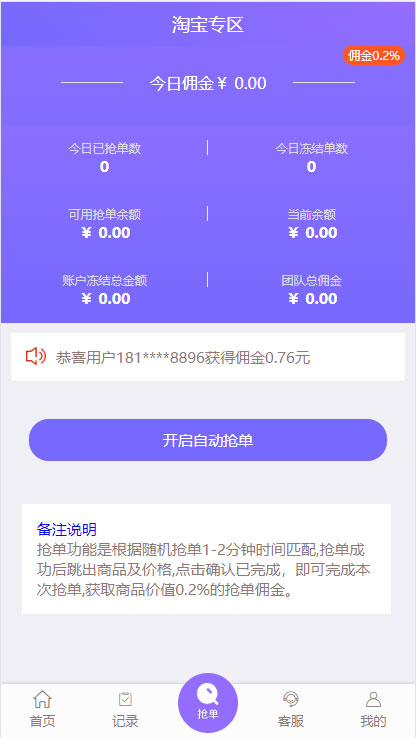 淘宝专区
佣金0.2%
今日佣金￥ 0.00
今日已抢单数
今日冻结单数
0
0
可用抢单余额
当前余额
￥ 0.00
￥ 0.00
账户冻结总金额
团队总佣金
￥ 0.00
￥ 0.00
恭喜用户181****8896获得佣金0.76元
开启自动抢单
备注说明
抢单功能是根据随机抢单1-2分钟时间匹配,抢单成
功后跳出商品及价格,点击确认已完成，即可完成本
次抢单,获取商品价值0.2%的抢单佣金。
首页
记录
抢单
客服
我的